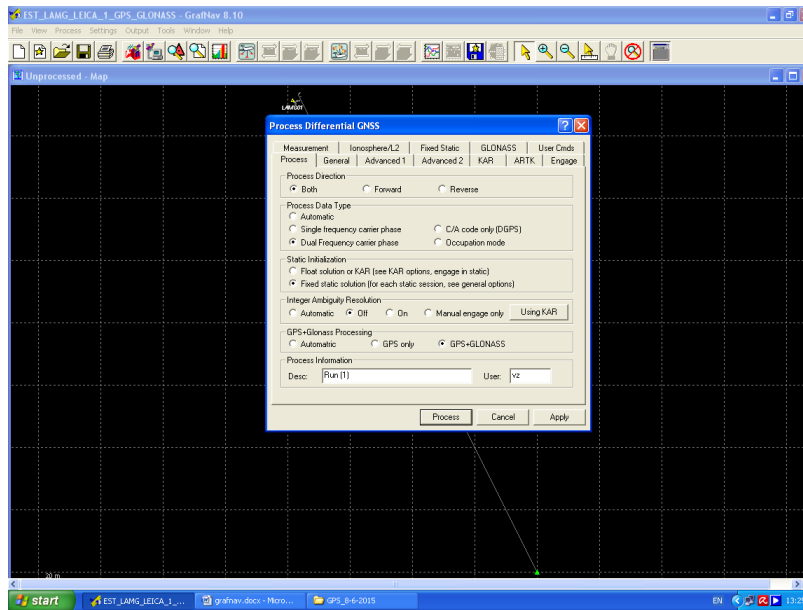 EST_LAMG_LEICA_1_GPS_GLONASS - GrafNav 8.10
File View Process Settings Output Tools Window Help
Unprocessed - Map
Process Differential GNSS
Measurement Ionosphere/L2 Fixed Static GLONASS User Cmds
Process General Advanced 1 Advanced 2 KAR ARTK Engage
Process Direction
Both Forward Reverse
Process Data Type
Automatic
Single frequency carrier phase C/A code only (DGPS)
Dual Frequency carrier phase Occupation mode
Static Initialization
Float solution or KAR (see KAR options, engage in static)
Fixed static solution (for each static session, see general options)
Integer Ambiguity Resolution
Automatic Off On Manual engage only Using KAR
GPS+Glonass Processing
Automatric GPS only GPS+GLONASS
Process Information
Desc: Run (1) User: vz
Process Cancel Apply
20 m
start EST_LAMG_LEICA_1_... grafnav.docx - Micro... GPS_8-6-2015 EN